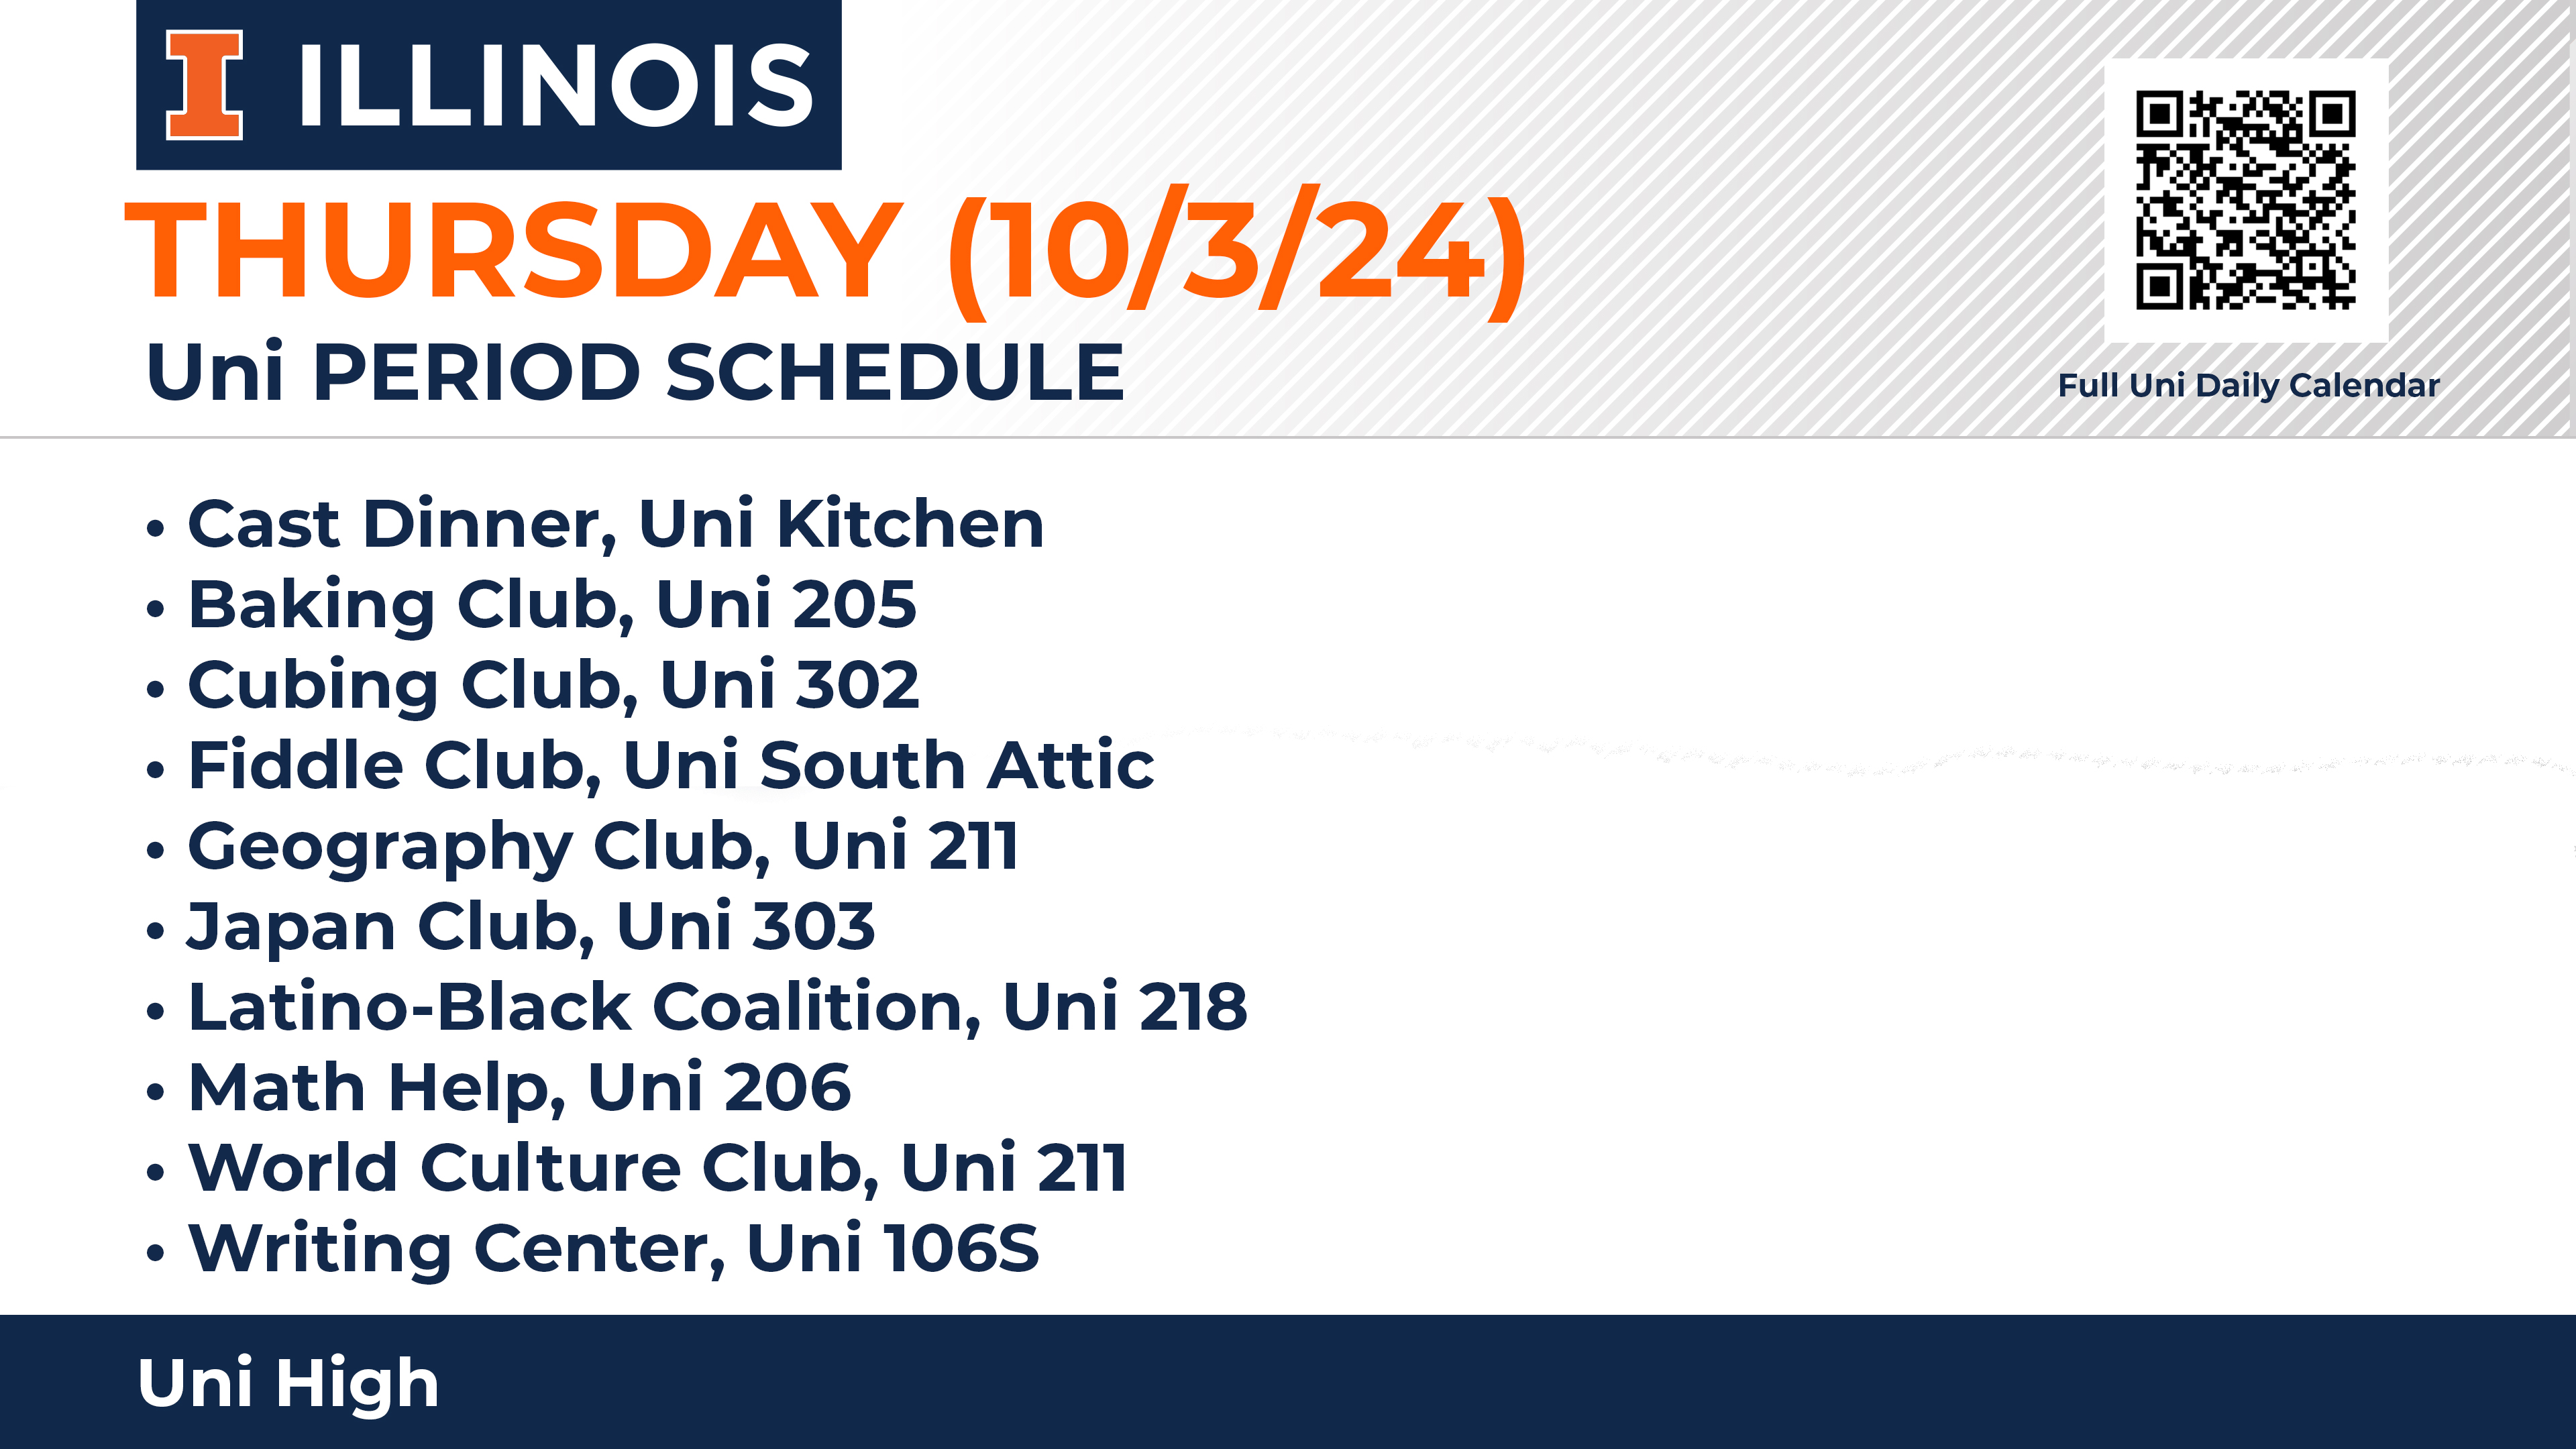 I ILLINOIS
THURSDAY (10/3/24)
Uni PERIOD SCHEDULE
Full Uni Daily Calendar
• Cast Dinner, Uni Kitchen
• Baking Club, Uni 205
• Cubing Club, Uni 302
• Fiddle Club, Uni South Attic
• Geography Club, Uni 211
• Japan Club, Uni 303
• Latino-Black Coalition, Uni 218
• Math Help, Uni 206
• World Culture Club, Uni 211
• Writing Center, Uni 106S
Uni High